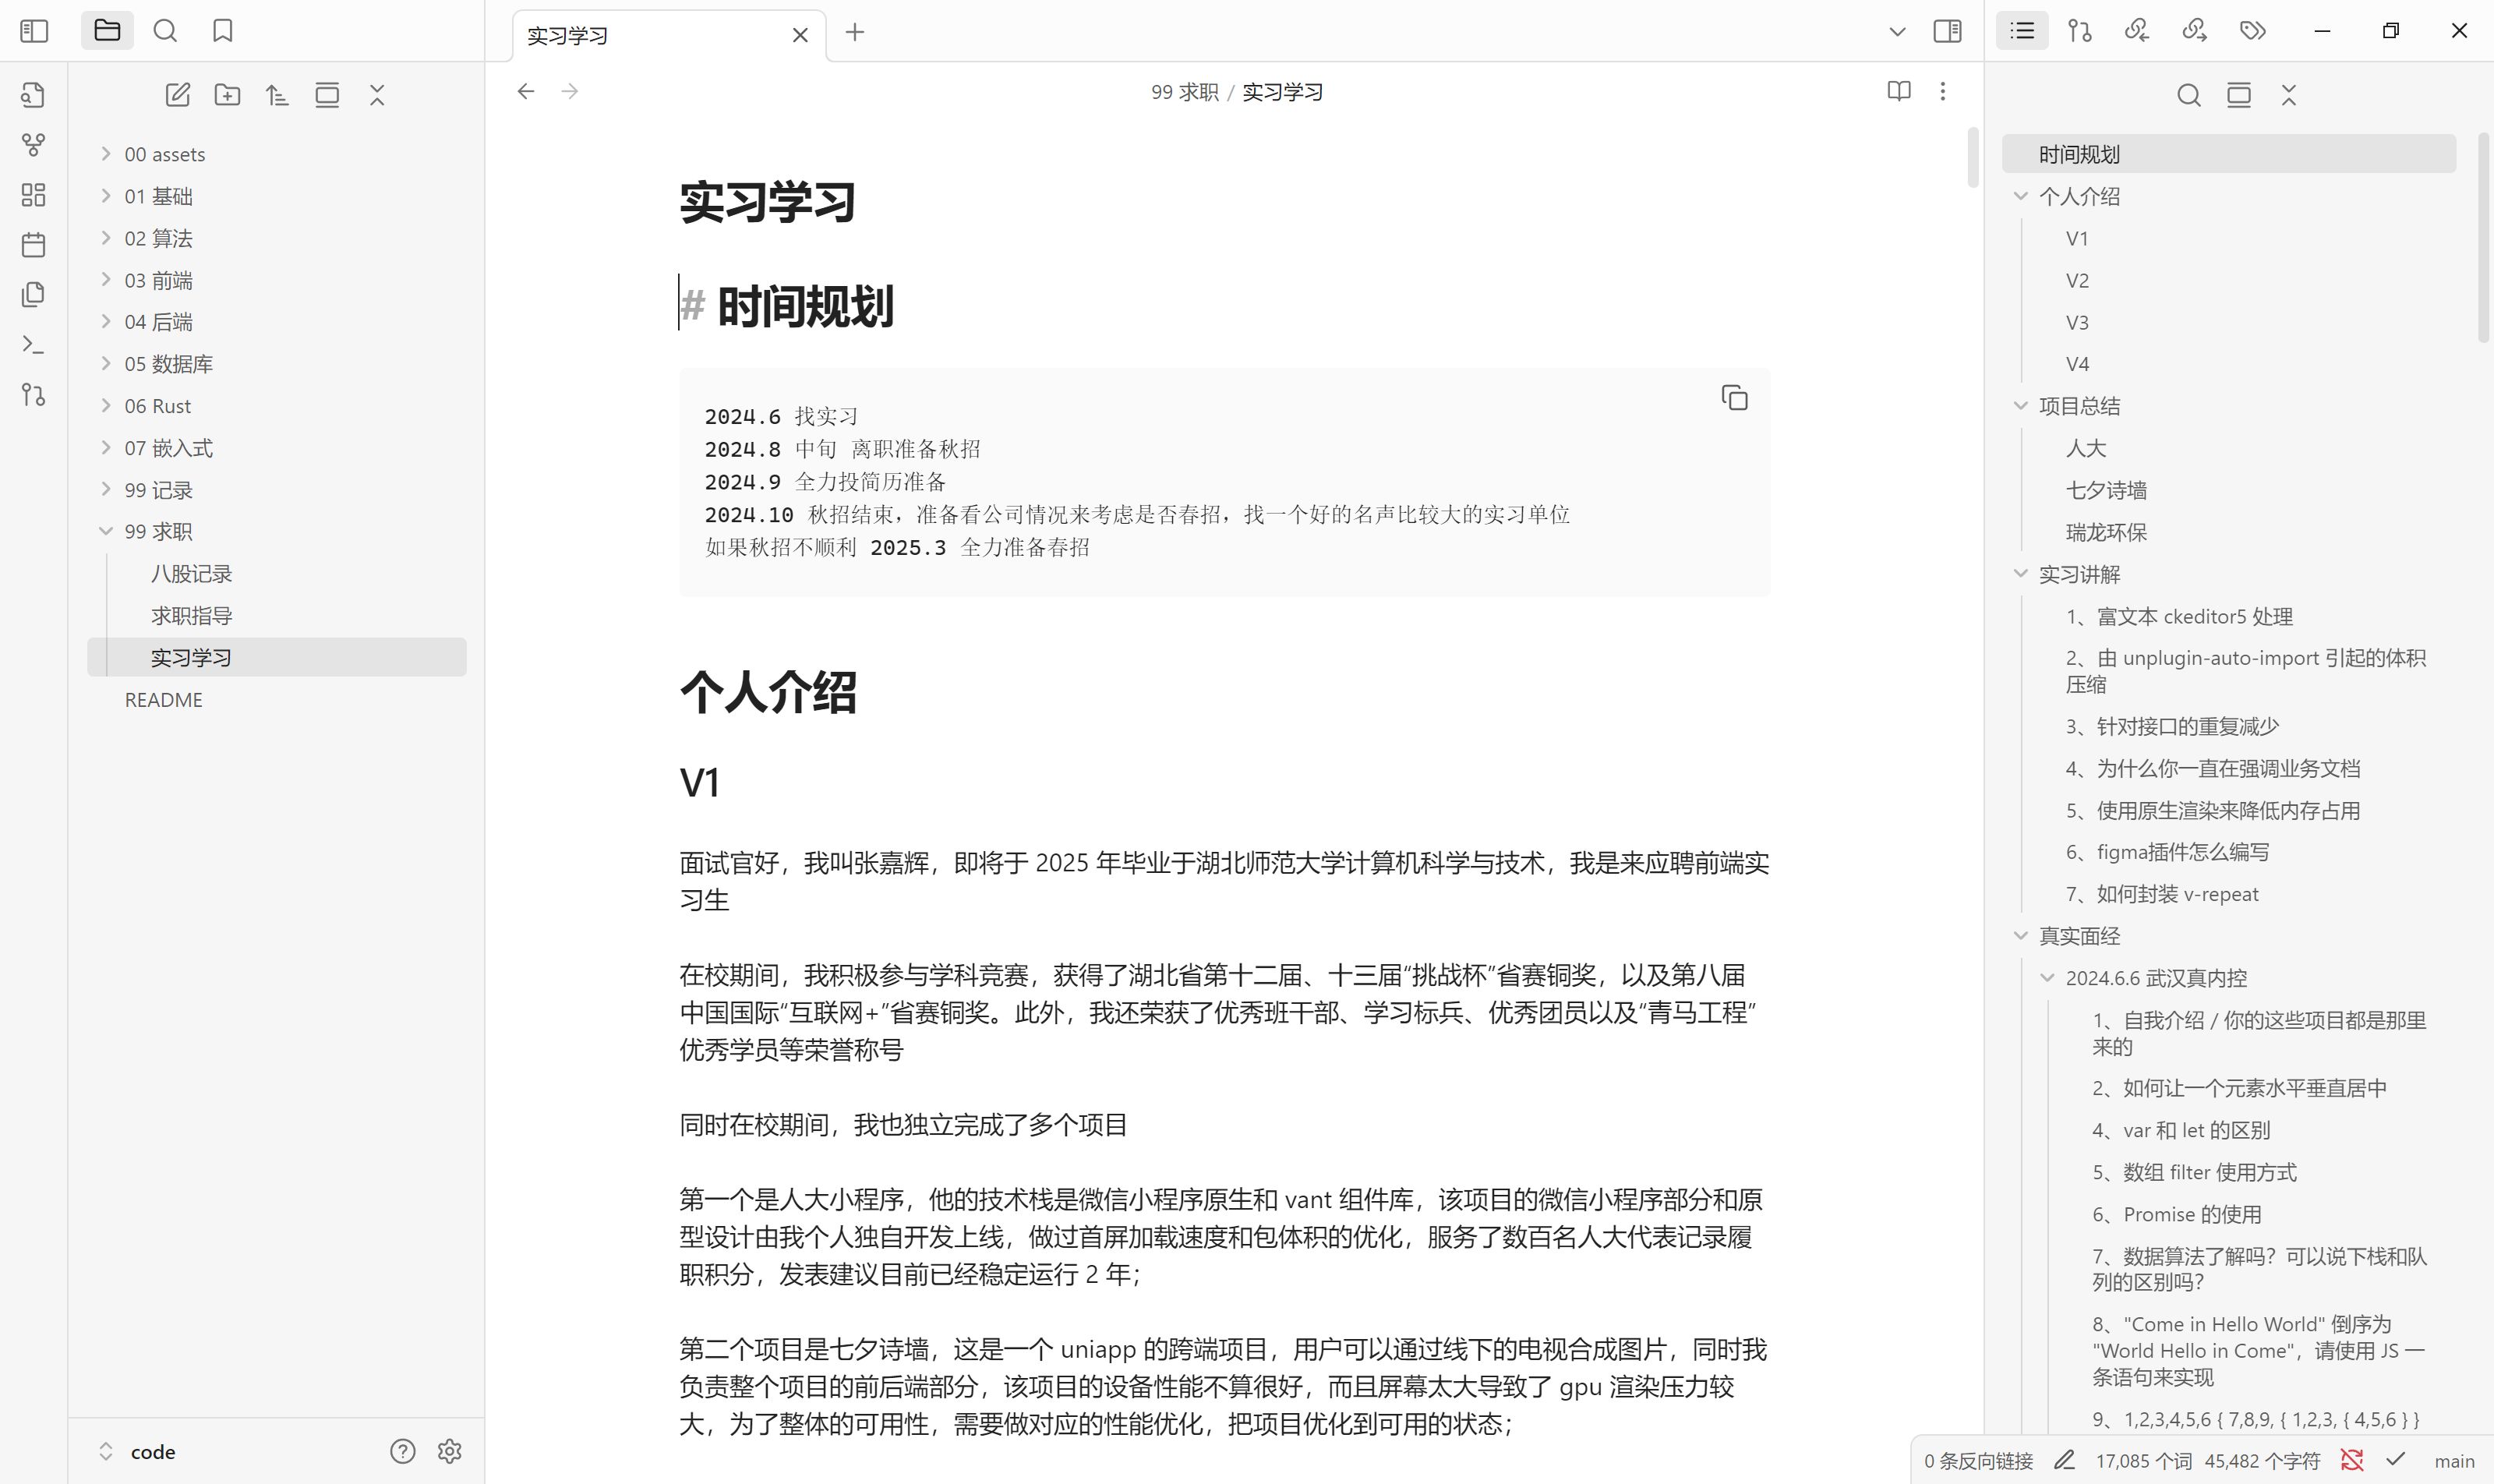 实习学习
99 求职 / 实习学习
00 assets
01 基础
02 算法
03 前端
04 后端
05 数据库
06 Rust
07 嵌入式
99 记录
99 求职
八股记录
求职指导
实习学习
README
code
实习学习
# 时间规划
2024.6 找实习
2024.8 中旬 离职准备秋招
2024.9 全力投简历准备
2024.10 秋招结束，准备看公司情况来考虑是否春招，找一个好的名声比较大的实习单位
如果秋招不顺利 2025.3 全力准备春招
个人介绍
V1
面试官好，我叫张嘉辉，即将于 2025 年毕业于湖北师范大学计算机科学与技术，我是来应聘前端实
习生
在校期间，我积极参与学科竞赛，获得了湖北省第十二届、十三届“挑战杯”省赛铜奖，以及第八届
中国国际“互联网+”省赛铜奖。此外，我还荣获了优秀班干部、学习标兵、优秀团员以及“青马工程”
优秀学员等荣誉称号
同时在校期间，我也独立完成了多个项目
第一个是人大小程序，他的技术栈是微信小程序原生和 vant 组件库，该项目的微信小程序部分和原
型设计由我个人独自开发上线，做过首屏加载速度和包体积的优化，服务了数百名人大代表记录履
职积分，发表建议目前已经稳定运行 2 年；
第二个项目是七夕诗墙，这是一个 uniapp 的跨端项目，用户可以通过线下的电视合成图片，同时我
负责整个项目的前后端部分，该项目的设备性能不算很好，而且屏幕太大导致了 gpu 渲染压力较
大，为了整体的可用性，需要做对应的性能优化，把项目优化到可用的状态；
时间规划
个人介绍
V1
V2
V3
V4
项目总结
人大
七夕诗墙
瑞龙环保
实习讲解
1、富文本 ckeditor5 处理
2、由 unplugin-auto-import 引起的体积
压缩
3、针对接口的重复减少
4、为什么你一直在强调业务文档
5、使用原生渲染来降低内存占用
6、figma插件怎么编写
7、如何封装 v-repeat
真实面经
2024.6.6 武汉真内控
1、自我介绍 / 你的这些项目都是那里
来的
2、如何让一个元素水平垂直居中
4、var 和 let 的区别
5、数组 filter 使用方式
6、Promise 的使用
7、数据算法了解吗？可以说下栈和队
列的区别吗？
8、"Come in Hello World" 倒序为
"World Hello in Come"，请使用 JS 一
条语句来实现
9、1,2,3,4,5,6 { 7,8,9, { 1,2,3, { 4,5,6 } }
0 条反向链接 17,085 个词 45,482 个字符 main